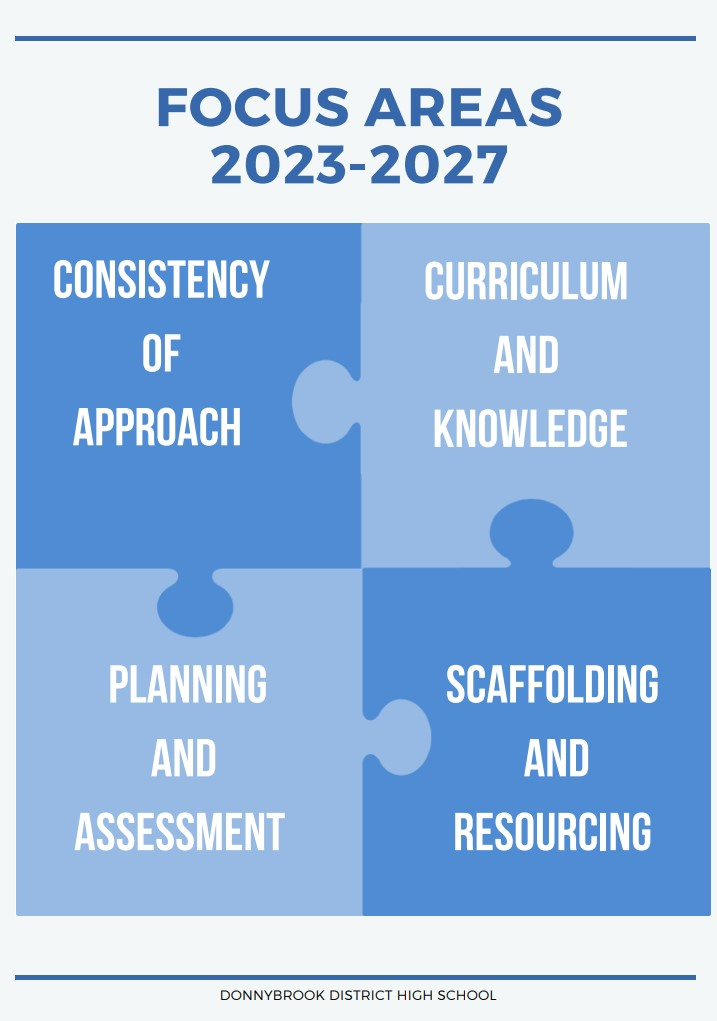 FOCUS AREAS
2023-2027
CONSISTENCY
OF
APPROACH
CURRICULUM
AND
KNOWLEDGE
PLANNING
AND
ASSESSMENT
SCAFFOLDING
AND
RESOURCING
DONNYBROOK DISTRICT HIGH SCHOOL